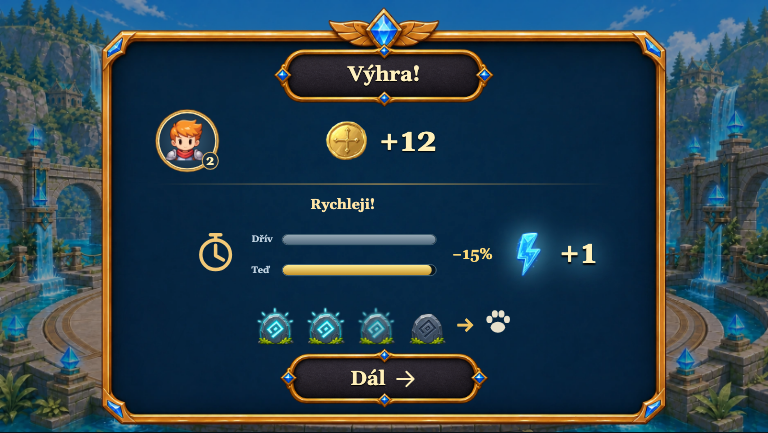 Výhra!
2
+12
Rychleji!
Dřív
Teď
−15%
+1
Dál →